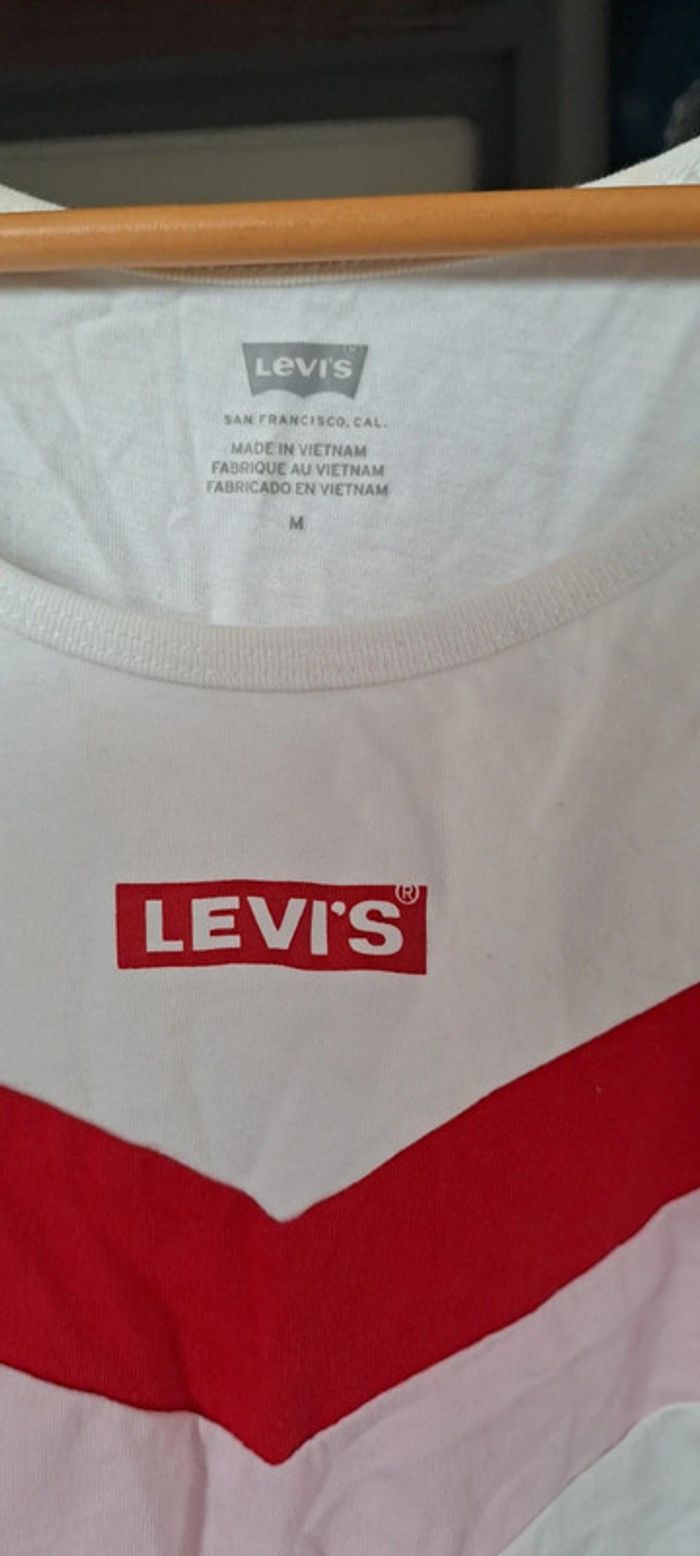 LEVI'S
SAN FRANCISCO, CAL.
MADE IN VIETNAM
FABRIQUE AU VIETNAM
FABRICADO EN VIETNAM
M
LEVI'S®